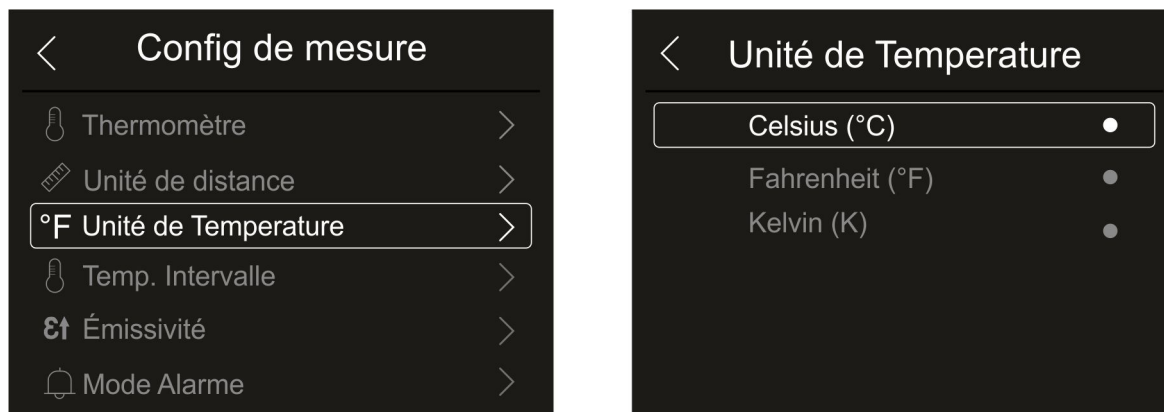 Config de mesure
Thermomètre
Unité de distance
°F Unité de Temperature
Temp. Intervalle
ε↑ Émissivité
Mode Alarme
Unité de Temperature
Celsius (°C)
Fahrenheit (°F)
Kelvin (K)